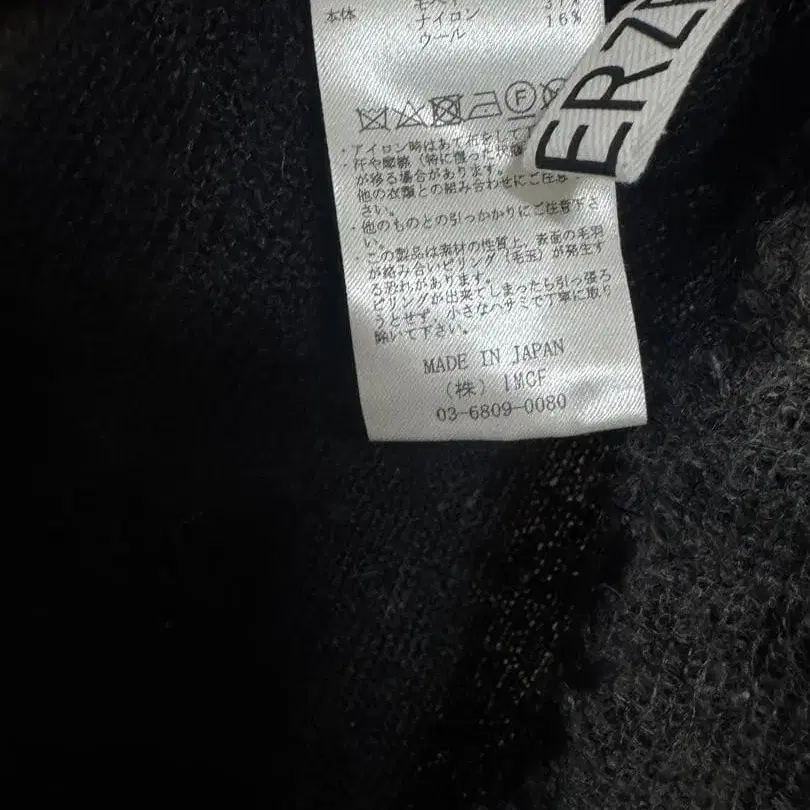 本体 モヘヤ 37%
ナイロン 16%
ウール
ERZ
・アイロン時はあて布をして下
・汗や摩擦（特に湿った状態
が移る場合があります。
他の衣類との組み合わせにご注意
さい。
・他のものとの引っかかりにご注意下さ
い。
・この製品は素材の性質上、表面の毛羽
が絡み合いピリング（毛玉）が発生す
る恐れがあります。
ピリングが出来てしまったら引っ張ろ
うとせず、小さなハサミで丁寧に取り
除いて下さい。
MADE IN JAPAN
（株） IMCF
03-6809-0080